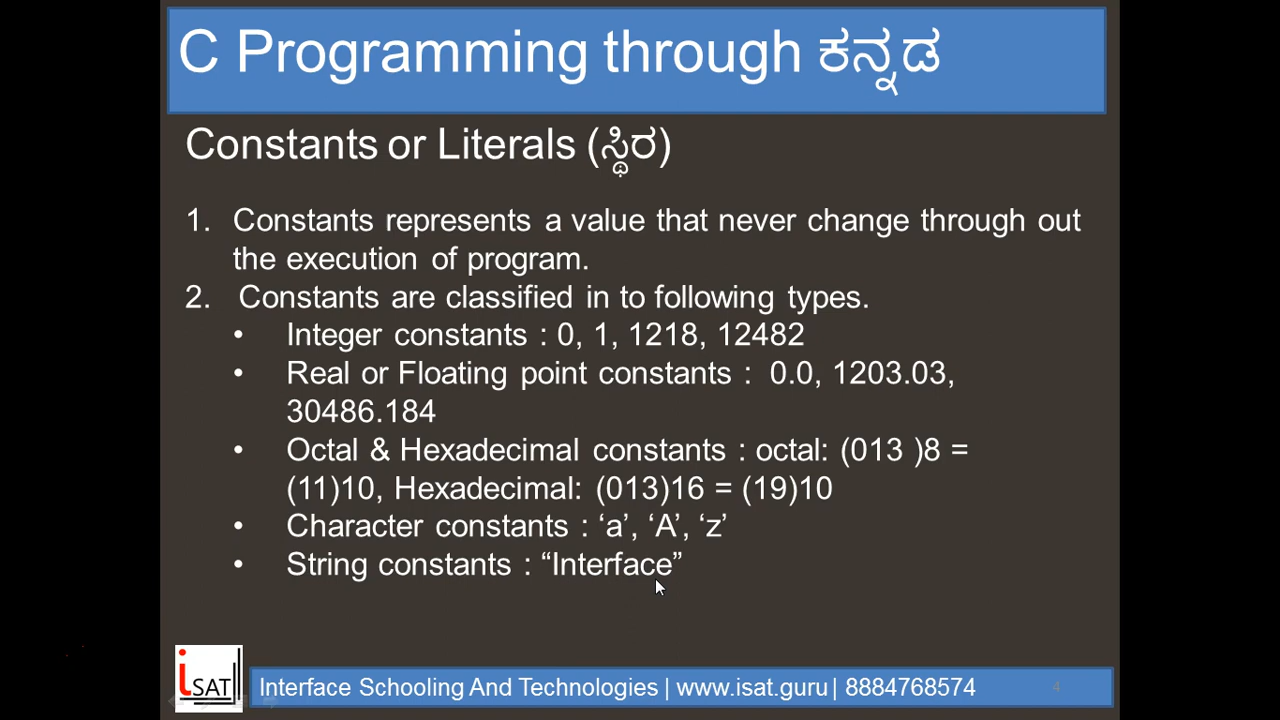 C Programming through ಕನ್ನಡ
Constants or Literals (ಸ್ಥಿರ)
1. Constants represents a value that never change through out
the execution of program.
2. Constants are classified in to following types.
• Integer constants : 0, 1, 1218, 12482
• Real or Floating point constants : 0.0, 1203.03,
30486.184
• Octal & Hexadecimal constants : octal: (013 )8 =
(11)10, Hexadecimal: (013)16 = (19)10
• Character constants : ‘a’, ‘A’, ‘z’
• String constants : “Interface”
iSAT
Interface Schooling And Technologies | www.isat.guru | 8884768574
4